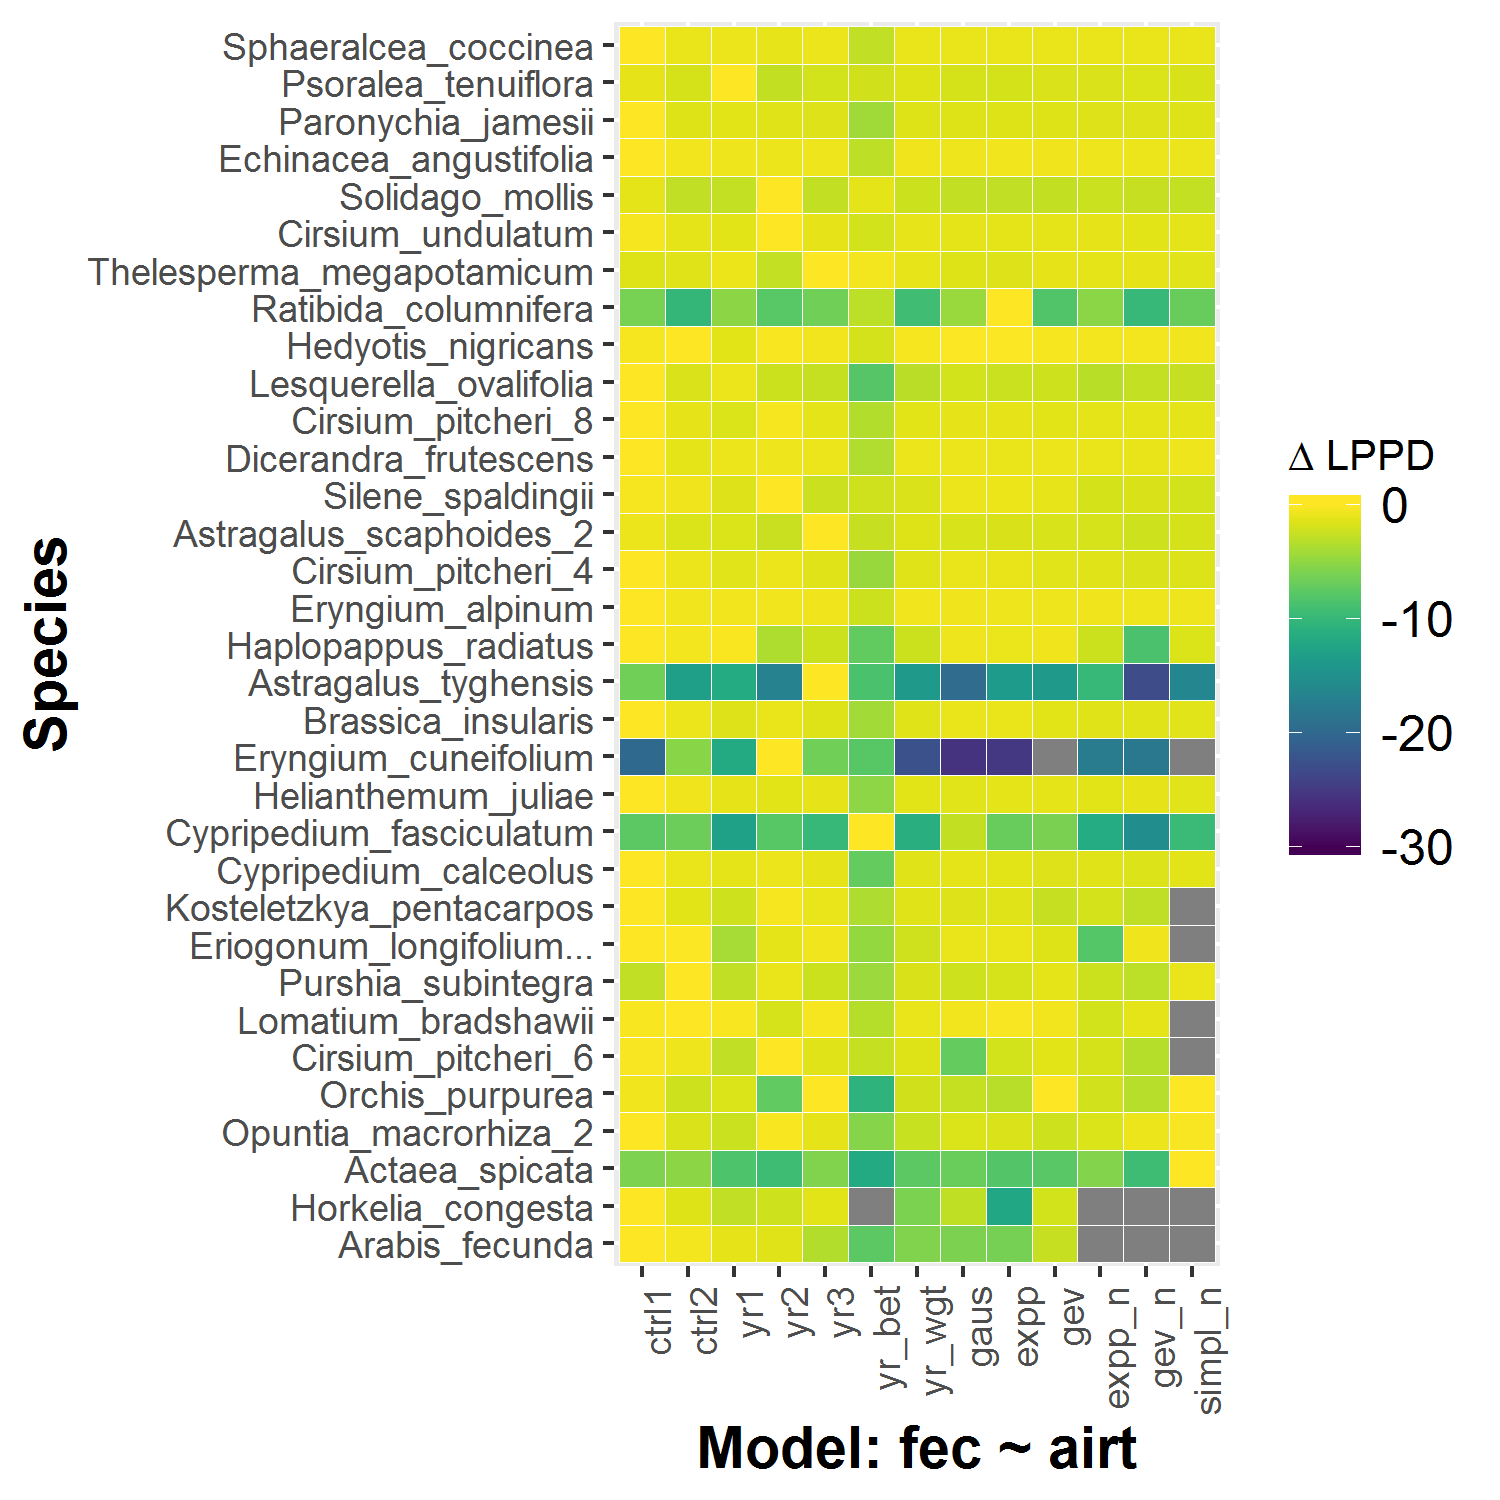 Sphaeralcea_coccinea
Psoralea_tenuiflora
Paronychia_jamesii
Echinacea_angustifolia
Solidago_mollis
Cirsium_undulatum
Thelesperma_megapotamicum
Ratibida_columnifera
Hedyotis_nigricans
Lesquerella_ovalifolia
Cirsium_pitcheri_8
Dicerandra_frutescens
Silene_spaldingii
Astragalus_scaphoides_2
Cirsium_pitcheri_4
Eryngium_alpinum
Haplopappus_radiatus
Astragalus_tyghensis
Brassica_insularis
Eryngium_cuneifolium
Helianthemum_juliae
Cypripedium_fasciculatum
Cypripedium_calceolus
Kosteletzkya_pentacarpos
Eriogonum_longifolium...
Purshia_subintegra
Lomatium_bradshawii
Cirsium_pitcheri_6
Orchis_purpurea
Opuntia_macrorhiza_2
Actaea_spicata
Horkelia_congesta
Arabis_fecunda
Species
ctrl1
ctrl2
yr1
yr2
yr3
yr_bet
yr_wgt
gaus
expp
gev
expp_n
gev_n
simpl_n
Model: fec ~ airt
Δ LPPD
0
-10
-20
-30